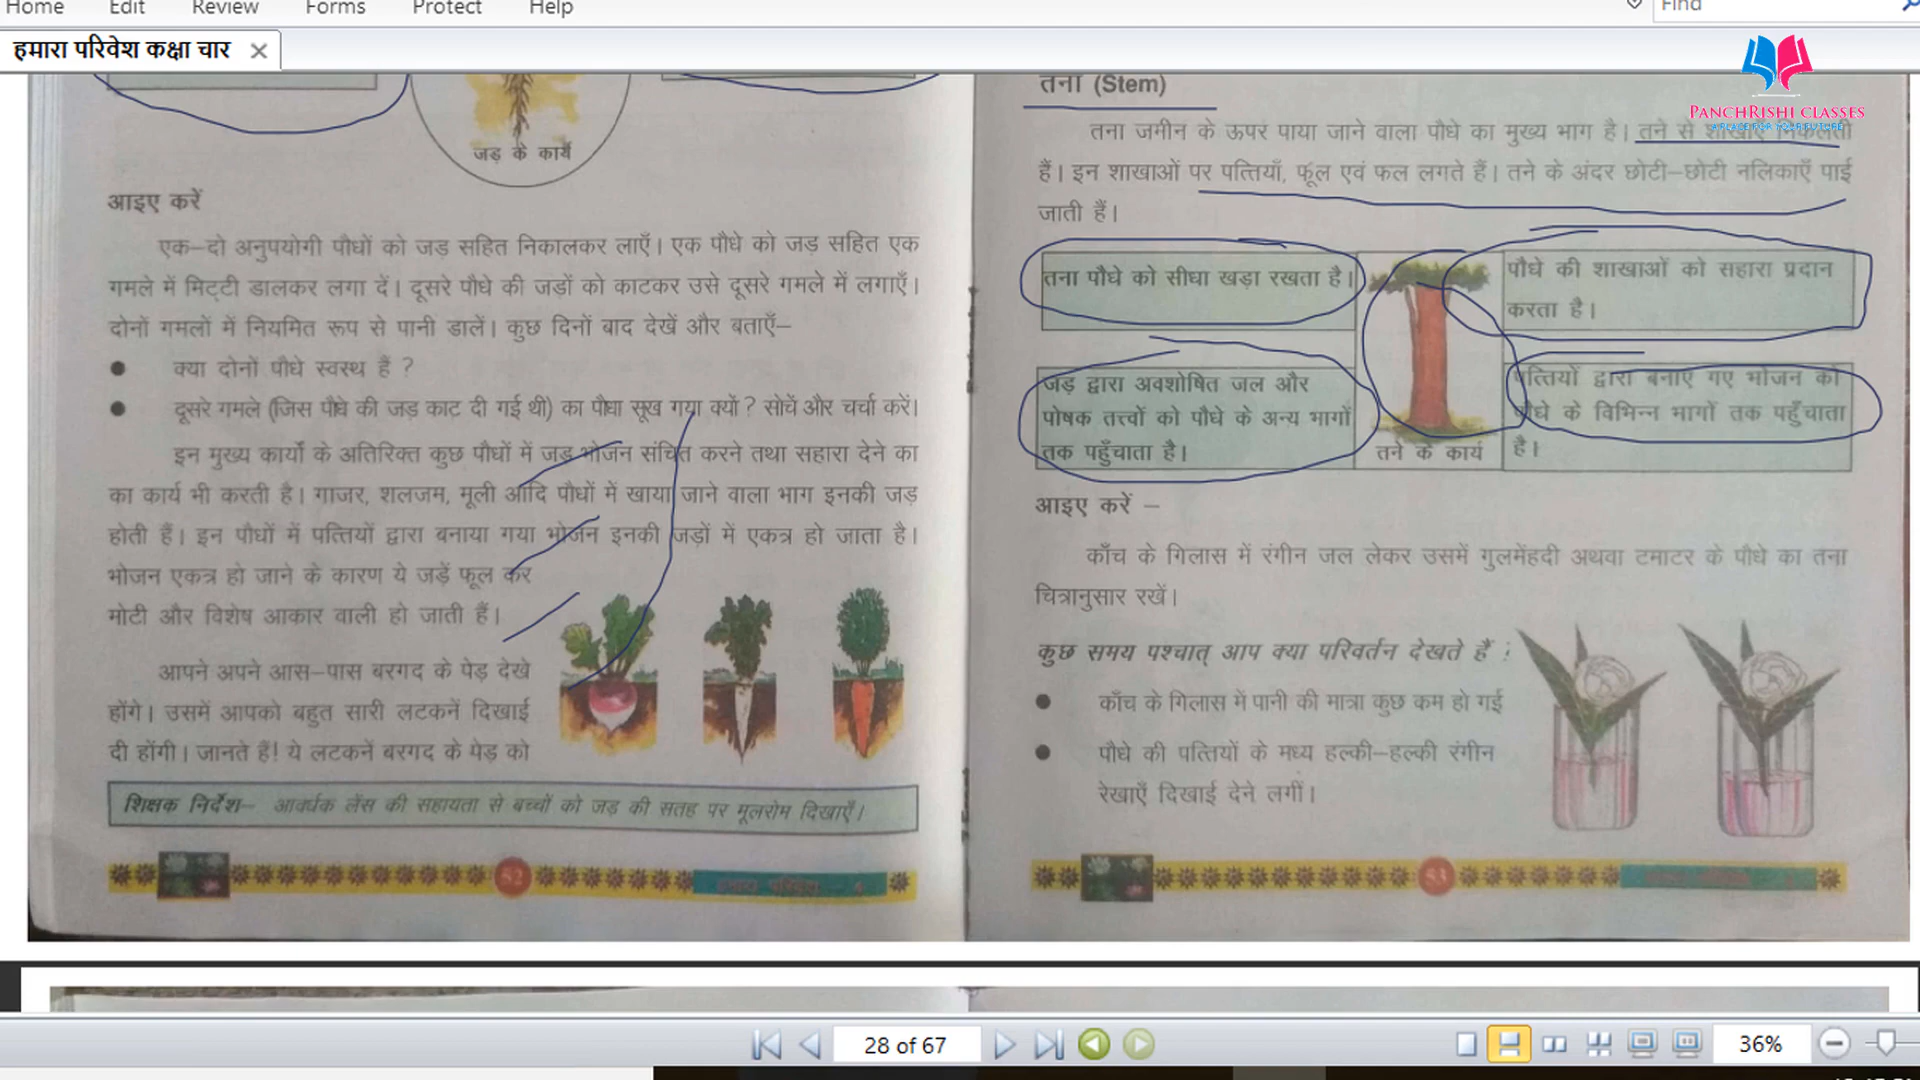 Home Edit Review Forms Protect Help
Find
हमारा परिवेश कक्षा चार
PANCHRISHI CLASSES
A PLACE FOR YOUR FUTURE
जड़ के कार्य
आइए करें
एक–दो अनुपयोगी पौधों को जड़ सहित निकालकर लाएँ। एक पौधे को जड़ सहित एक
गमले में मिट्टी डालकर लगा दें। दूसरे पौधे की जड़ों को काटकर उसे दूसरे गमले में लगाएँ।
दोनों गमलों में नियमित रूप से पानी डालें। कुछ दिनों बाद देखें और बताएँ–
● क्या दोनों पौधे स्वस्थ हैं ?
● दूसरे गमले (जिस पौधे की जड़ काट दी गई थी) का पौधा सूख गया क्यों ? सोचें और चर्चा करें।
इन मुख्य कार्यों के अतिरिक्त कुछ पौधों में जड़ भोजन संचित करने तथा सहारा देने का
का कार्य भी करती है। गाजर, शलजम, मूली आदि पौधों में खाया जाने वाला भाग इनकी जड़
होती हैं। इन पौधों में पत्तियों द्वारा बनाया गया भोजन इनकी जड़ों में एकत्र हो जाता है।
भोजन एकत्र हो जाने के कारण ये जड़ें फूल कर
मोटी और विशेष आकार वाली हो जाती हैं।
आपने अपने आस–पास बरगद के पेड़ देखे
होंगे। उसमें आपको बहुत सारी लटकनें दिखाई
दी होंगी। जानते हैं! ये लटकनें बरगद के पेड़ को
शिक्षक निर्देश– आवर्धक लेंस की सहायता से बच्चों को जड़ की सतह पर मूलरोम दिखाएँ।
52
हमारा परिवेश – 4
तना (Stem)
तना जमीन के ऊपर पाया जाने वाला पौधे का मुख्य भाग है। तने से शाखाएँ निकलती
हैं। इन शाखाओं पर पत्तियाँ, फूल एवं फल लगते हैं। तने के अंदर छोटी–छोटी नलिकाएँ पाई
जाती हैं।
तना पौधे को सीधा खड़ा रखता है।
पौधे की शाखाओं को सहारा प्रदान
करता है।
जड़ द्वारा अवशोषित जल और
पोषक तत्त्वों को पौधे के अन्य भागों
तक पहुँचाता है।
पत्तियों द्वारा बनाए गए भोजन को
पौधे के विभिन्न भागों तक पहुँचाता
है।
तने के कार्य
आइए करें –
काँच के गिलास में रंगीन जल लेकर उसमें गुलमेंहदी अथवा टमाटर के पौधे का तना
चित्रानुसार रखें।
कुछ समय पश्चात् आप क्या परिवर्तन देखते हैं ?
● काँच के गिलास में पानी की मात्रा कुछ कम हो गई
● पौधे की पत्तियों के मध्य हल्की–हल्की रंगीन
रेखाएँ दिखाई देने लगीं।
53
28 of 67
36%